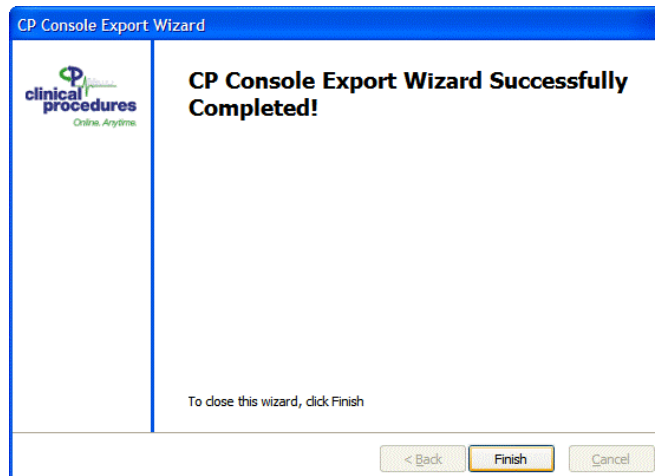 CP Console Export Wizard
CP
clinical
procedures
Online. Anytime.
CP Console Export Wizard Successfully
Completed!
To close this wizard, click Finish
< Back
Finish
Cancel